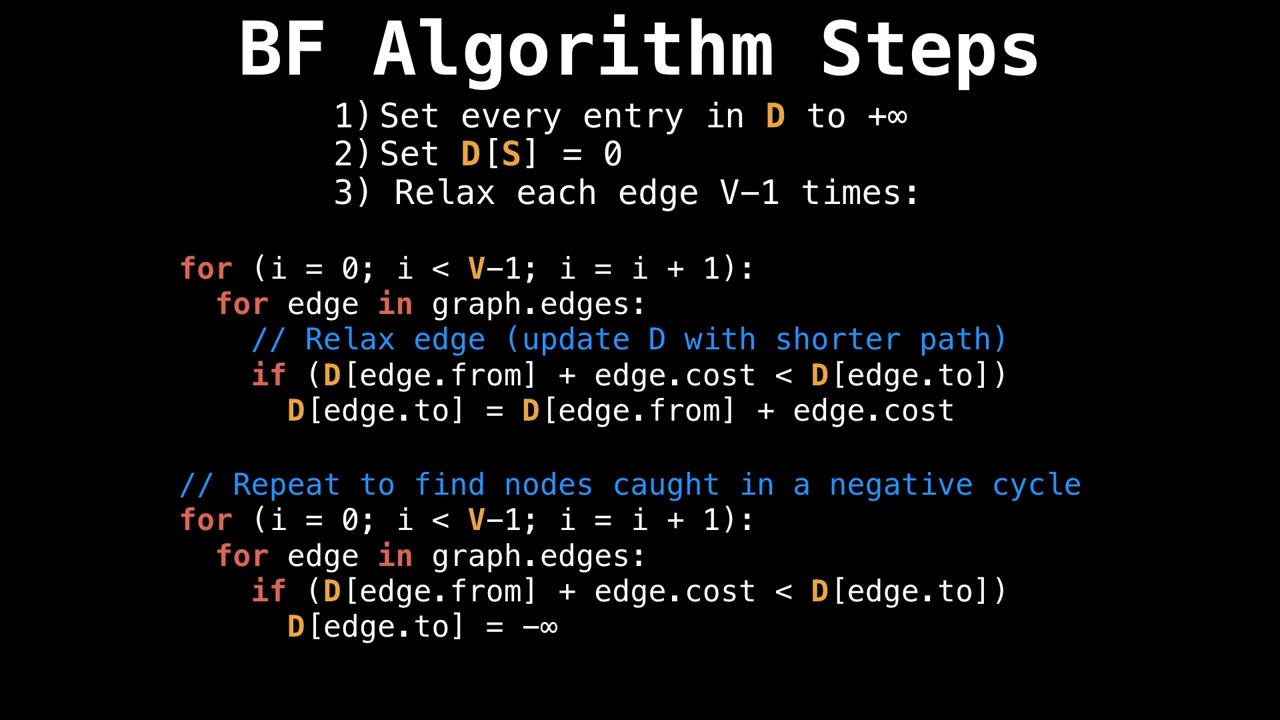 BF Algorithm Steps
1) Set every entry in D to +∞
2) Set D[S] = 0
3) Relax each edge V-1 times:
for (i = 0; i < V-1; i = i + 1):
for edge in graph.edges:
// Relax edge (update D with shorter path)
if (D[edge.from] + edge.cost < D[edge.to])
D[edge.to] = D[edge.from] + edge.cost
// Repeat to find nodes caught in a negative cycle
for (i = 0; i < V-1; i = i + 1):
for edge in graph.edges:
if (D[edge.from] + edge.cost < D[edge.to])
D[edge.to] = -∞